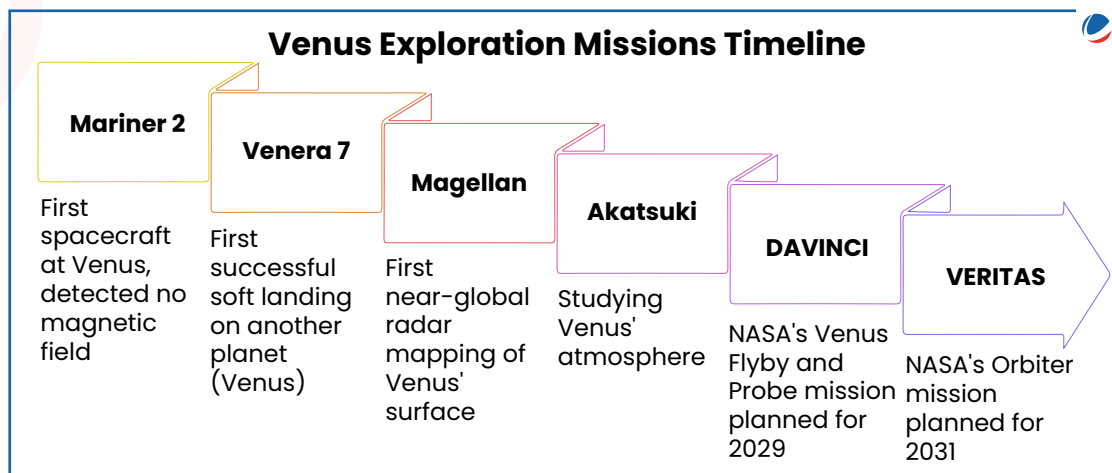 Venus Exploration Missions Timeline
Mariner 2
First
spacecraft
at Venus,
detected no
magnetic
field
Venera 7
First
successful
soft landing
on another
planet
(Venus)
Magellan
First
near-global
radar
mapping of
Venus'
surface
Akatsuki
Studying
Venus'
atmosphere
DAVINCI
NASA's Venus
Flyby and
Probe mission
planned for
2029
VERITAS
NASA's Orbiter
mission
planned for
2031